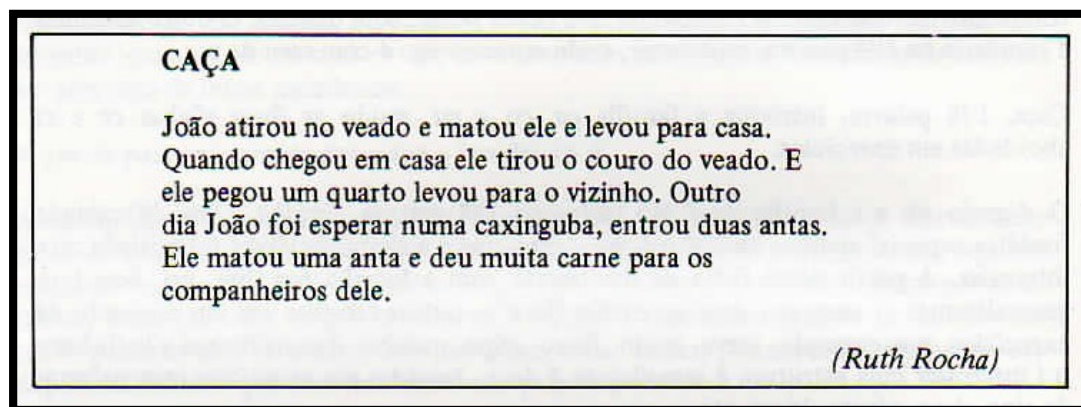 CAÇA
João atirou no veado e matou ele e levou para casa.
Quando chegou em casa ele tirou o couro do veado. E
ele pegou um quarto levou para o vizinho. Outro
dia João foi esperar numa caxinguba, entrou duas antas.
Ele matou uma anta e deu muita carne para os
companheiros dele.
(Ruth Rocha)